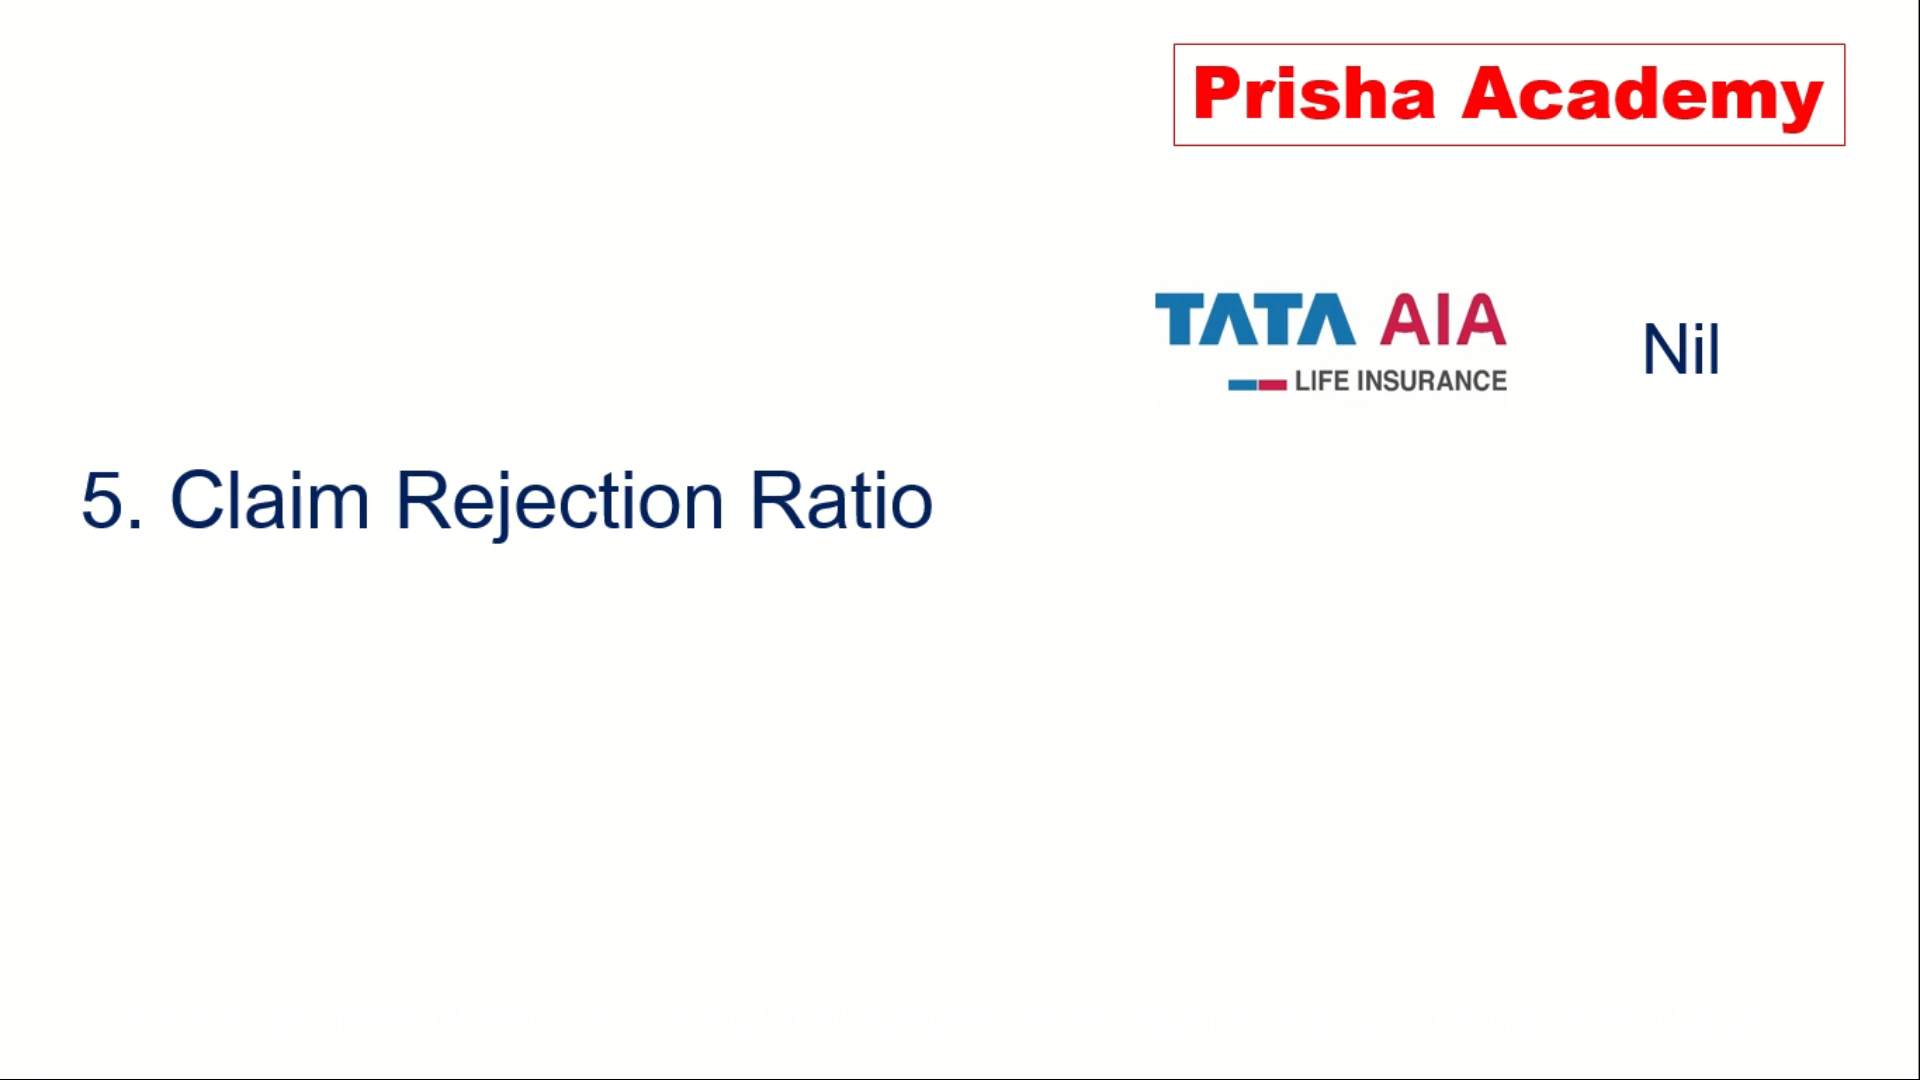 Prisha Academy
TATA AIA
LIFE INSURANCE
Nil
5. Claim Rejection Ratio